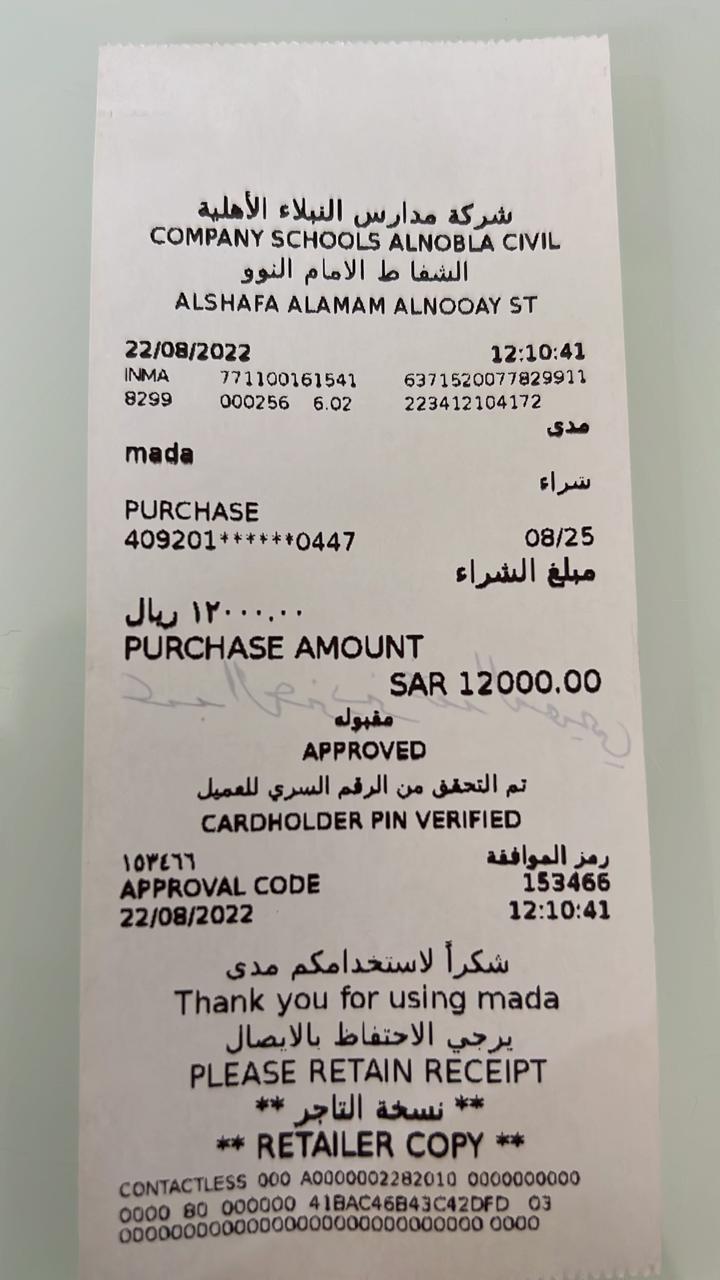 شركة مدارس النبلاء الأهلية
COMPANY SCHOOLS ALNOBLA CIVIL
الشفا ط الامام النوو
ALSHAFA ALAMAM ALNOOAY ST
22/08/2022 12:10:41
INMA 771100161541 6371520077829911
8299 000256 6.02 223412104172
مدى
mada
شراء
PURCHASE
409201******0447 08/25
مبلغ الشراء
١٢٠٠٠.٠٠ ريال
PURCHASE AMOUNT
SAR 12000.00
مقبوله
APPROVED
تم التحقق من الرقم السري للعميل
CARDHOLDER PIN VERIFIED
رمز الموافقة ١٥٣٤٦٦
APPROVAL CODE 153466
22/08/2022 12:10:41
شكراً لاستخدامكم مدى
Thank you for using mada
يرجي الاحتفاظ بالايصال
PLEASE RETAIN RECEIPT
** نسخة التاجر **
** RETAILER COPY **
CONTACTLESS 000 A0000002282010 0000000000
0000 80 000000 41BAC46B43C42DFD 03
0000000000000000000000000000000 0000